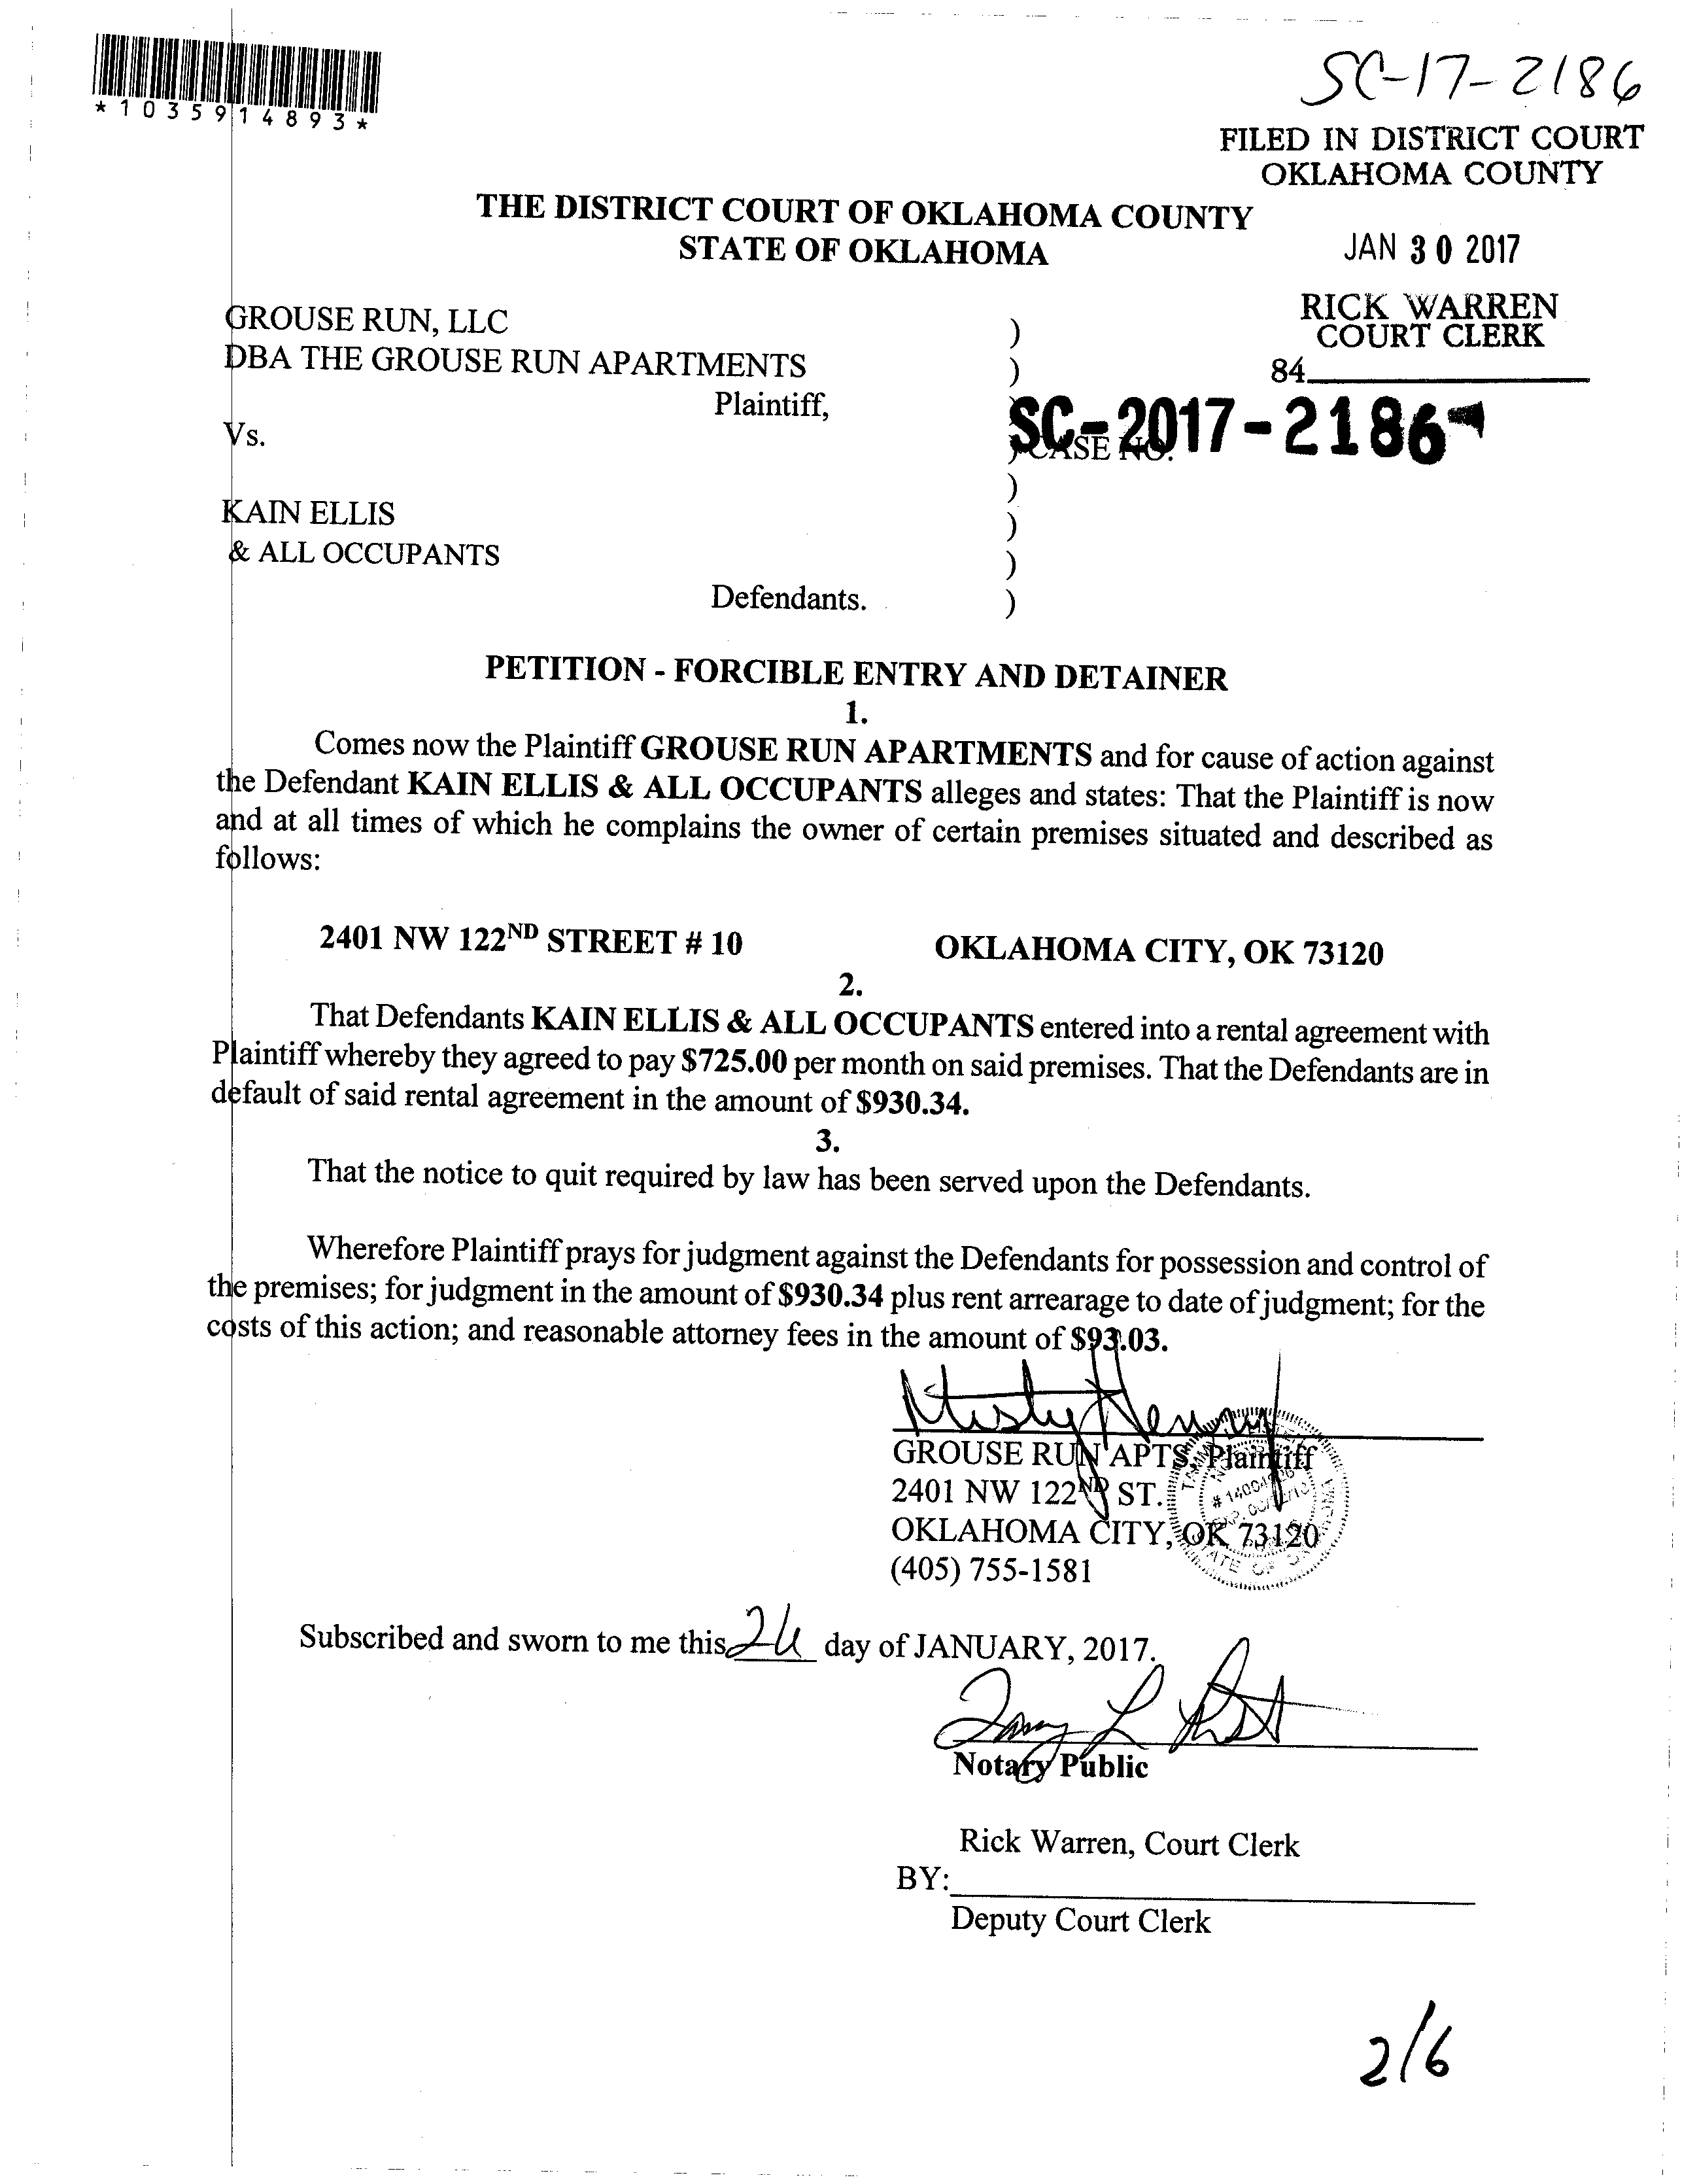 *1035914893*
SC-17-2186
FILED IN DISTRICT COURT
OKLAHOMA COUNTY
THE DISTRICT COURT OF OKLAHOMA COUNTY
STATE OF OKLAHOMA
JAN 30 2017
RICK WARREN
COURT CLERK
84
GROUSE RUN, LLC )
DBA THE GROUSE RUN APARTMENTS )
Plaintiff,
SC-2017-2186
Vs. ) CASE NO.
)
KAIN ELLIS )
& ALL OCCUPANTS )
Defendants. )
PETITION - FORCIBLE ENTRY AND DETAINER
1.
Comes now the Plaintiff GROUSE RUN APARTMENTS and for cause of action against
the Defendant KAIN ELLIS & ALL OCCUPANTS alleges and states: That the Plaintiff is now
and at all times of which he complains the owner of certain premises situated and described as
follows:
2401 NW 122ND STREET # 10 OKLAHOMA CITY, OK 73120
2.
That Defendants KAIN ELLIS & ALL OCCUPANTS entered into a rental agreement with
Plaintiff whereby they agreed to pay $725.00 per month on said premises. That the Defendants are in
default of said rental agreement in the amount of $930.34.
3.
That the notice to quit required by law has been served upon the Defendants.
Wherefore Plaintiff prays for judgment against the Defendants for possession and control of
the premises; for judgment in the amount of $930.34 plus rent arrearage to date of judgment; for the
costs of this action; and reasonable attorney fees in the amount of $93.03.
Misty Henry
GROUSE RUN APTS, Plaintiff
2401 NW 122ND ST.
OKLAHOMA CITY, OK 73120
(405) 755-1581
Subscribed and sworn to me this 26 day of JANUARY, 2017.
Notary Public
Rick Warren, Court Clerk
BY:
Deputy Court Clerk
2/6